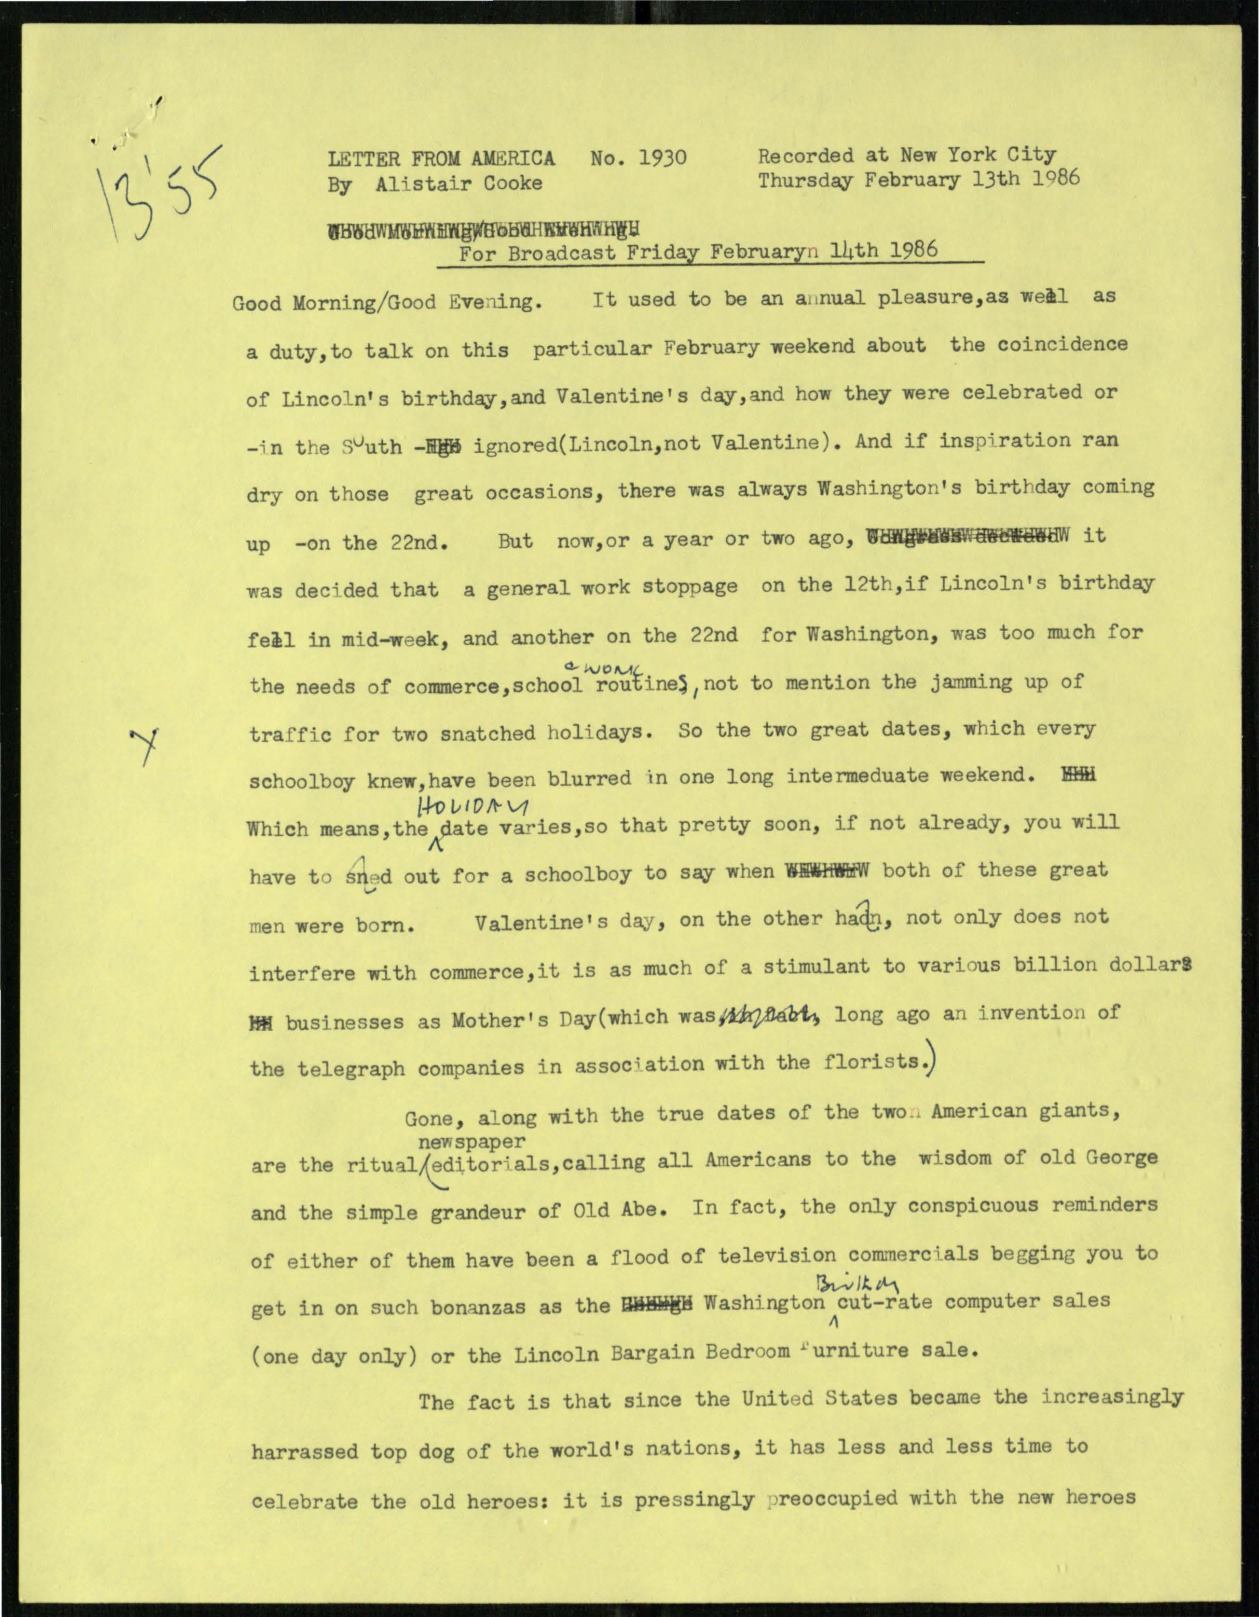 13'55
LETTER FROM AMERICA No. 1930 Recorded at New York City
By Alistair Cooke Thursday February 13th 1986
For Broadcast Friday Februaryn 14th 1986
Good Morning/Good Evening. It used to be an annual pleasure,as well as
a duty,to talk on this particular February weekend about the coincidence
of Lincoln's birthday,and Valentine's day,and how they were celebrated or
-in the South - ignored(Lincoln,not Valentine). And if inspiration ran
dry on those great occasions, there was always Washington's birthday coming
up -on the 22nd. But now,or a year or two ago, it
was decided that a general work stoppage on the 12th,if Lincoln's birthday
fell in mid-week, and another on the 22nd for Washington, was too much for
& WORK
the needs of commerce,school routines,not to mention the jamming up of
traffic for two snatched holidays. So the two great dates, which every
schoolboy knew,have been blurred in one long intermeduate weekend.
HOLIDAY
Which means,the date varies,so that pretty soon, if not already, you will
have to sned out for a schoolboy to say when both of these great
men were born. Valentine's day, on the other hadn, not only does not
interfere with commerce,it is as much of a stimulant to various billion dollars
businesses as Mother's Day(which was, in fact, long ago an invention of
the telegraph companies in association with the florists.)
Gone, along with the true dates of the two American giants,
newspaper
are the ritual/editorials,calling all Americans to the wisdom of old George
and the simple grandeur of Old Abe. In fact, the only conspicuous reminders
of either of them have been a flood of television commercials begging you to
Birthday
get in on such bonanzas as the Washington cut-rate computer sales
(one day only) or the Lincoln Bargain Bedroom furniture sale.
The fact is that since the United States became the increasingly
harrassed top dog of the world's nations, it has less and less time to
celebrate the old heroes: it is pressingly preoccupied with the new heroes